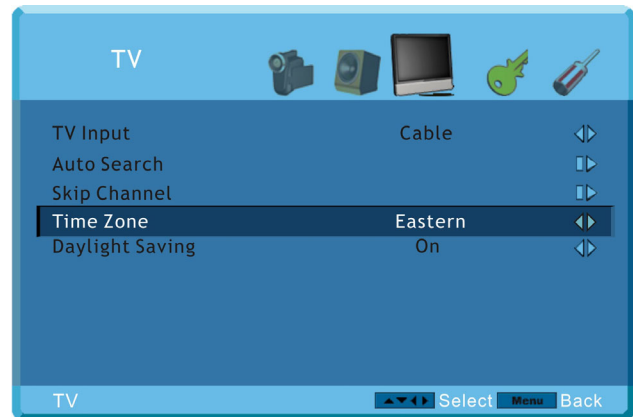 TV
TV Input Cable
Auto Search
Skip Channel
Time Zone Eastern
Daylight Saving On
TV Select Menu Back